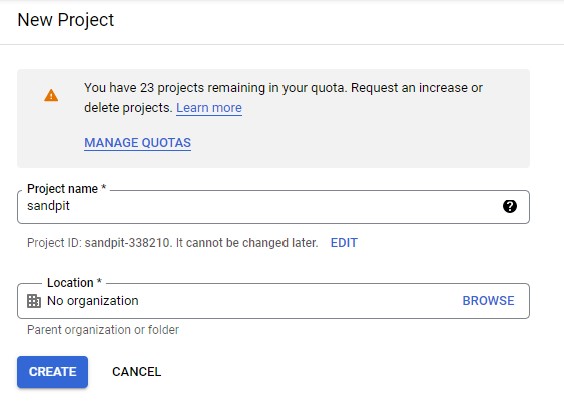 New Project
You have 23 projects remaining in your quota. Request an increase or
delete projects. Learn more
MANAGE QUOTAS
Project name *
sandpit
Project ID: sandpit-338210. It cannot be changed later. EDIT
Location *
No organization BROWSE
Parent organization or folder
CREATE CANCEL